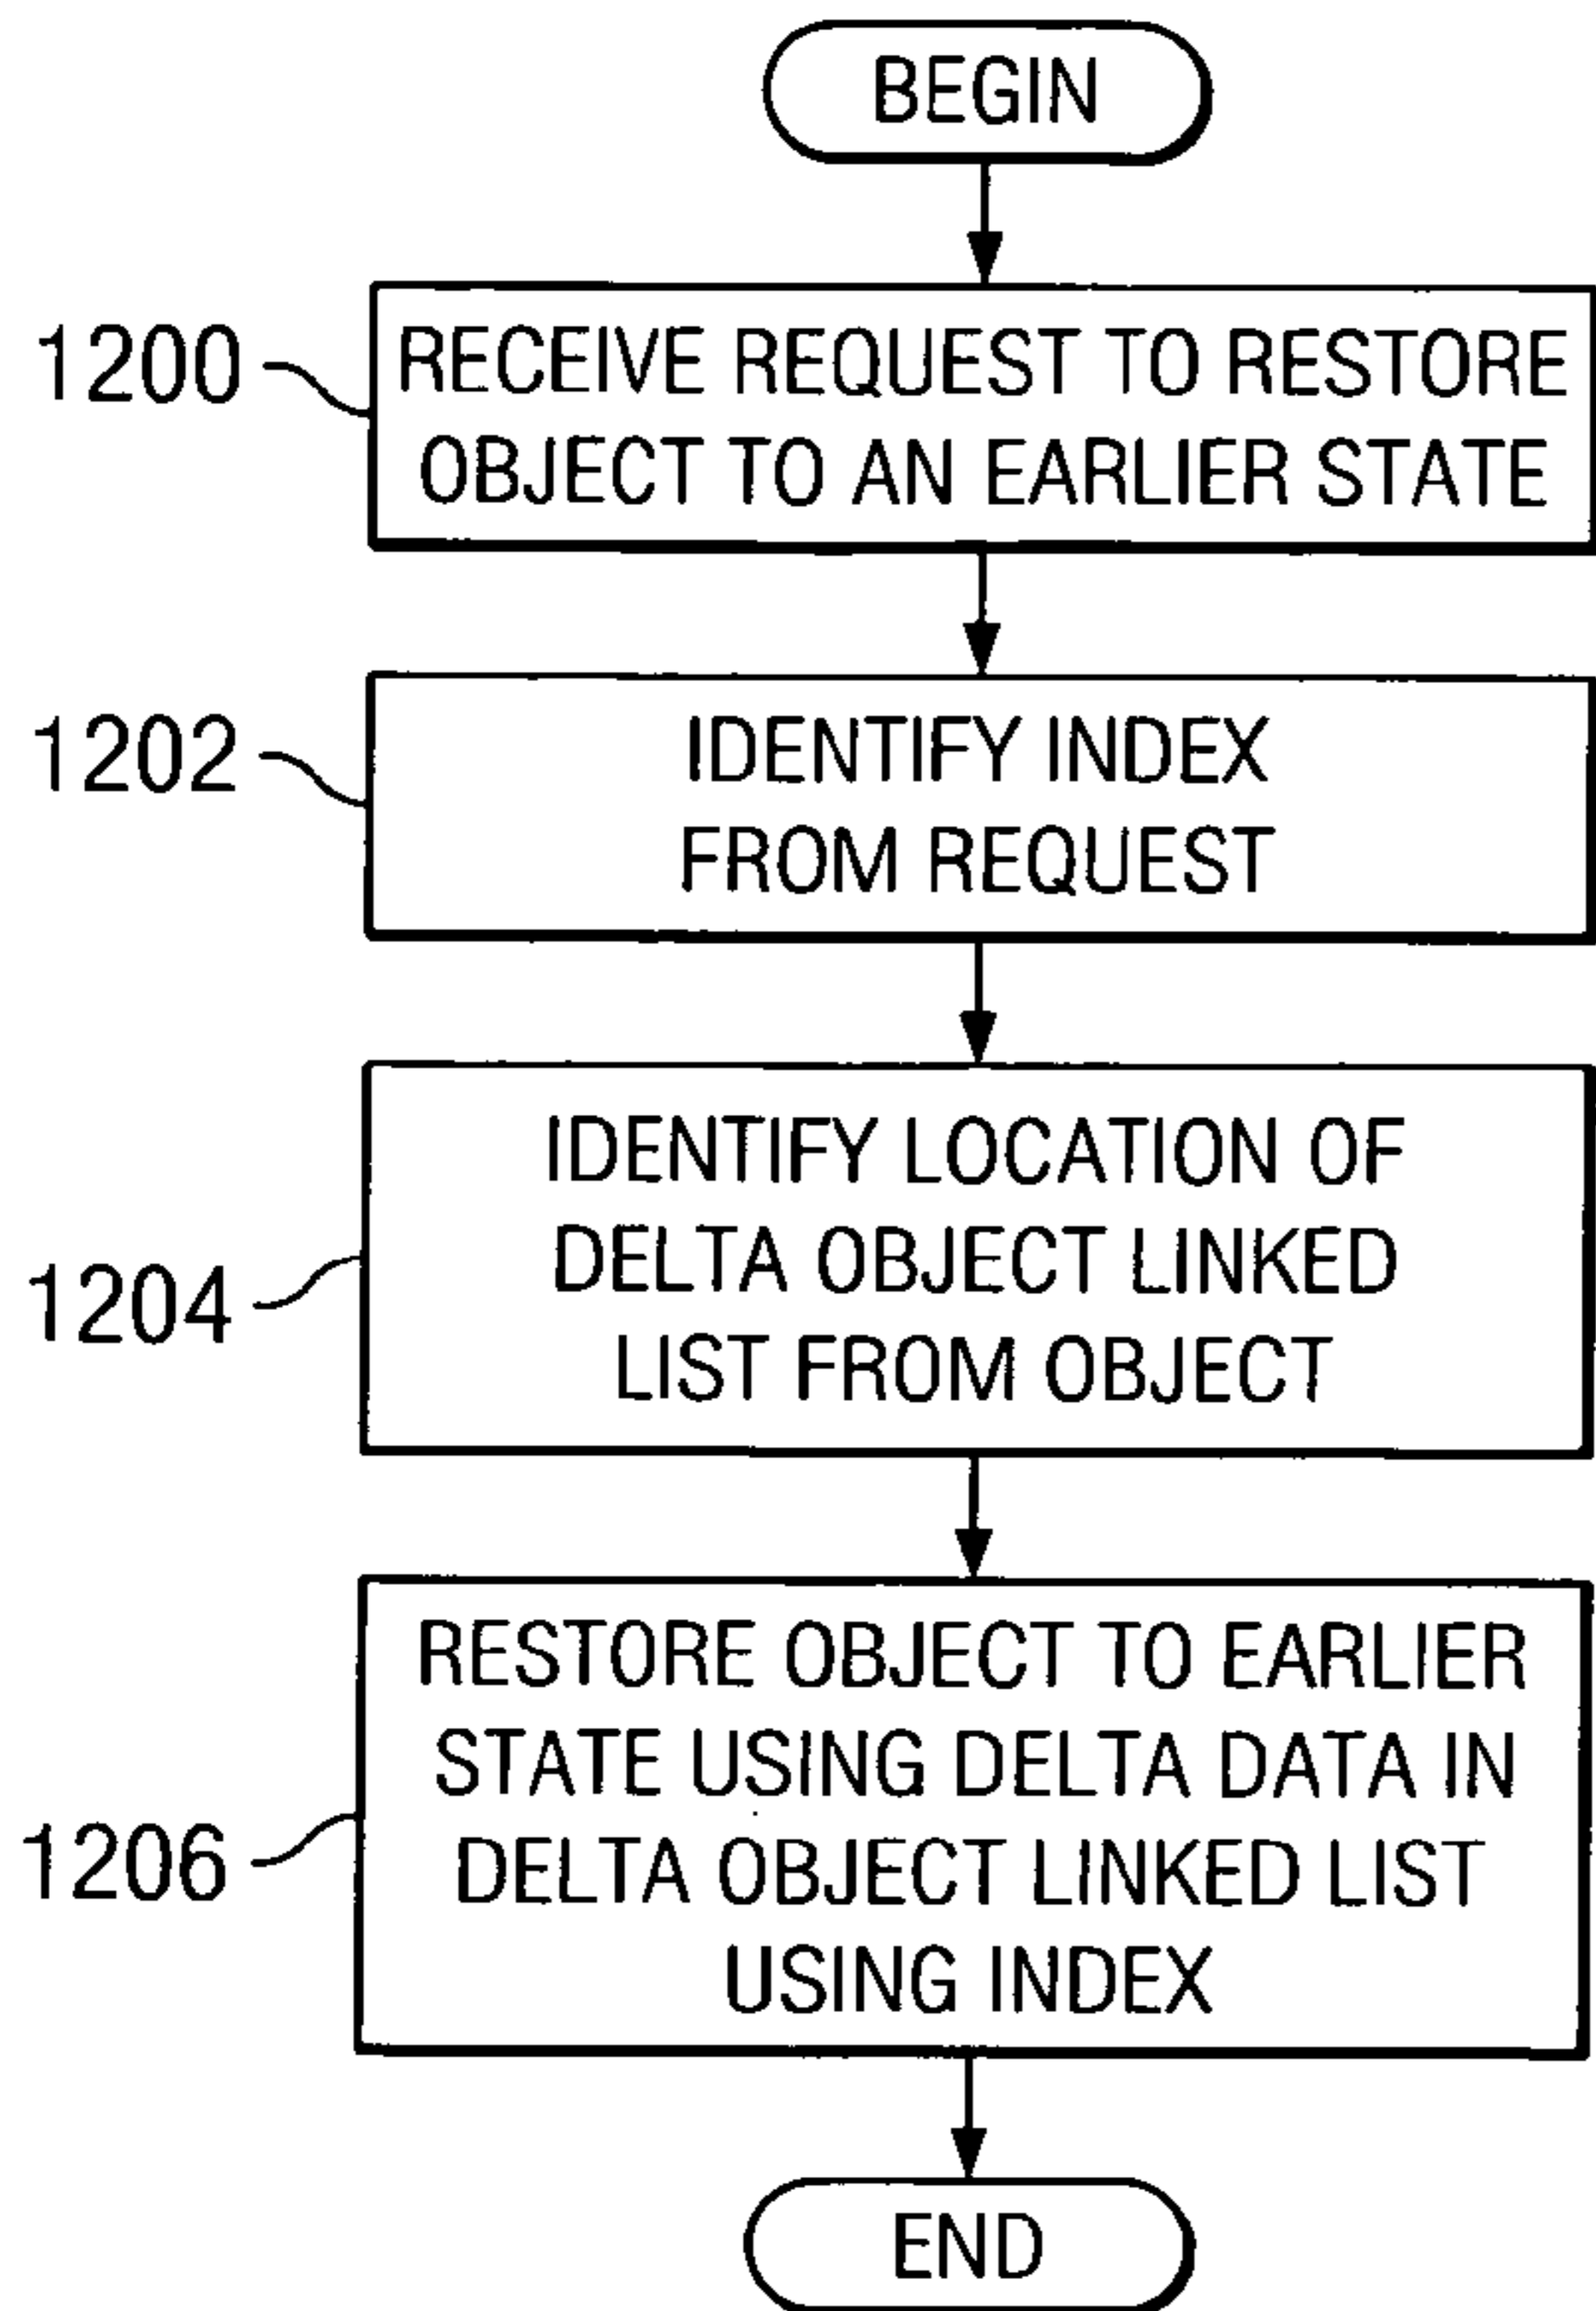 BEGIN
1200
RECEIVE REQUEST TO RESTORE
OBJECT TO AN EARLIER STATE
1202
IDENTIFY INDEX
FROM REQUEST
1204
IDENTIFY LOCATION OF
DELTA OBJECT LINKED
LIST FROM OBJECT
1206
RESTORE OBJECT TO EARLIER
STATE USING DELTA DATA IN
DELTA OBJECT LINKED LIST
USING INDEX
END